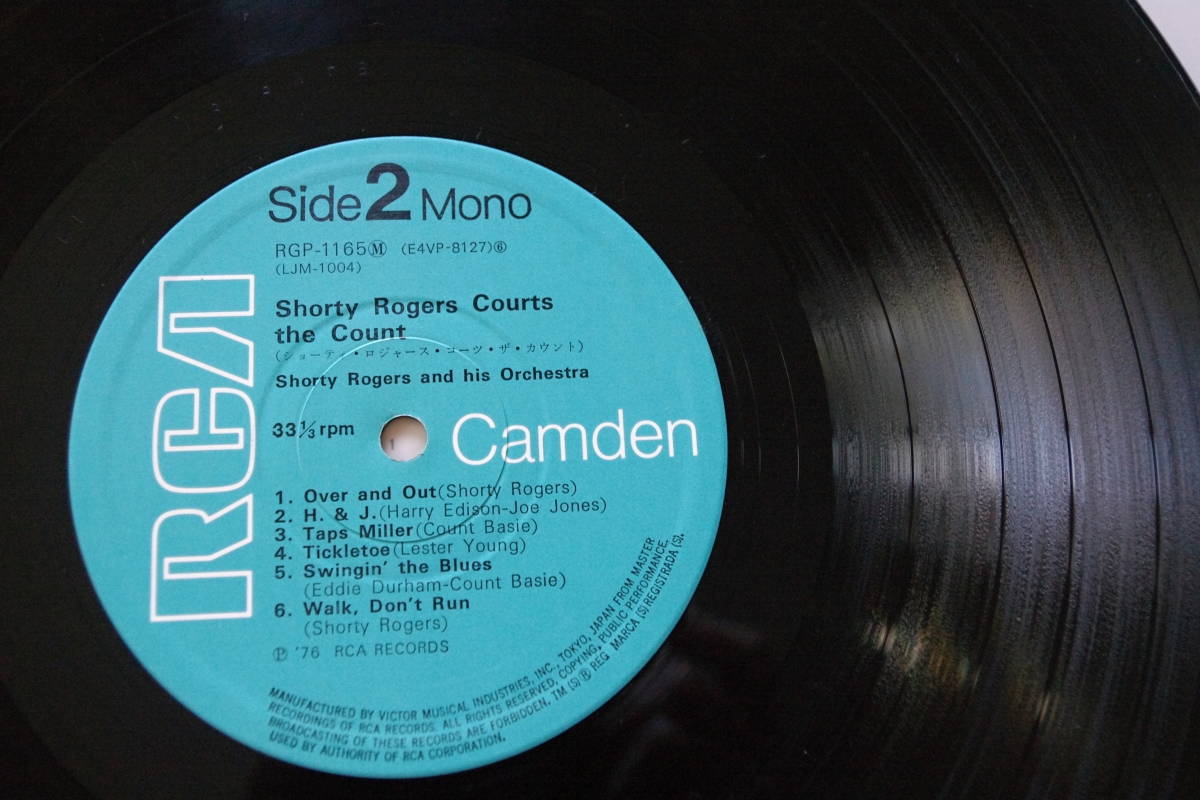 Side 2 Mono
RGP-1165Ⓜ (E4VP-8127)⑥
(LJM-1004)
Shorty Rogers Courts
the Count
(ショーティ・ロジャース・コーツ・ザ・カウント)
Shorty Rogers and his Orchestra
33 1/3 rpm
Camden
RCA
1. Over and Out(Shorty Rogers)
2. H. & J.(Harry Edison-Joe Jones)
3. Taps Miller(Count Basie)
4. Tickletoe(Lester Young)
5. Swingin' the Blues
(Eddie Durham-Count Basie)
6. Walk, Don't Run
(Shorty Rogers)
℗ '76 RCA RECORDS
MANUFACTURED BY VICTOR MUSICAL INDUSTRIES, INC., TOKYO, JAPAN FROM MASTER
RECORDINGS OF RCA RECORDS. ALL RIGHTS RESERVED. COPYING, PUBLIC PERFORMANCE,
BROADCASTING OF THESE RECORDS ARE FORBIDDEN. TM (S) ® REG. MARCA (S) REGISTRADA (S).
USED BY AUTHORITY OF RCA CORPORATION.